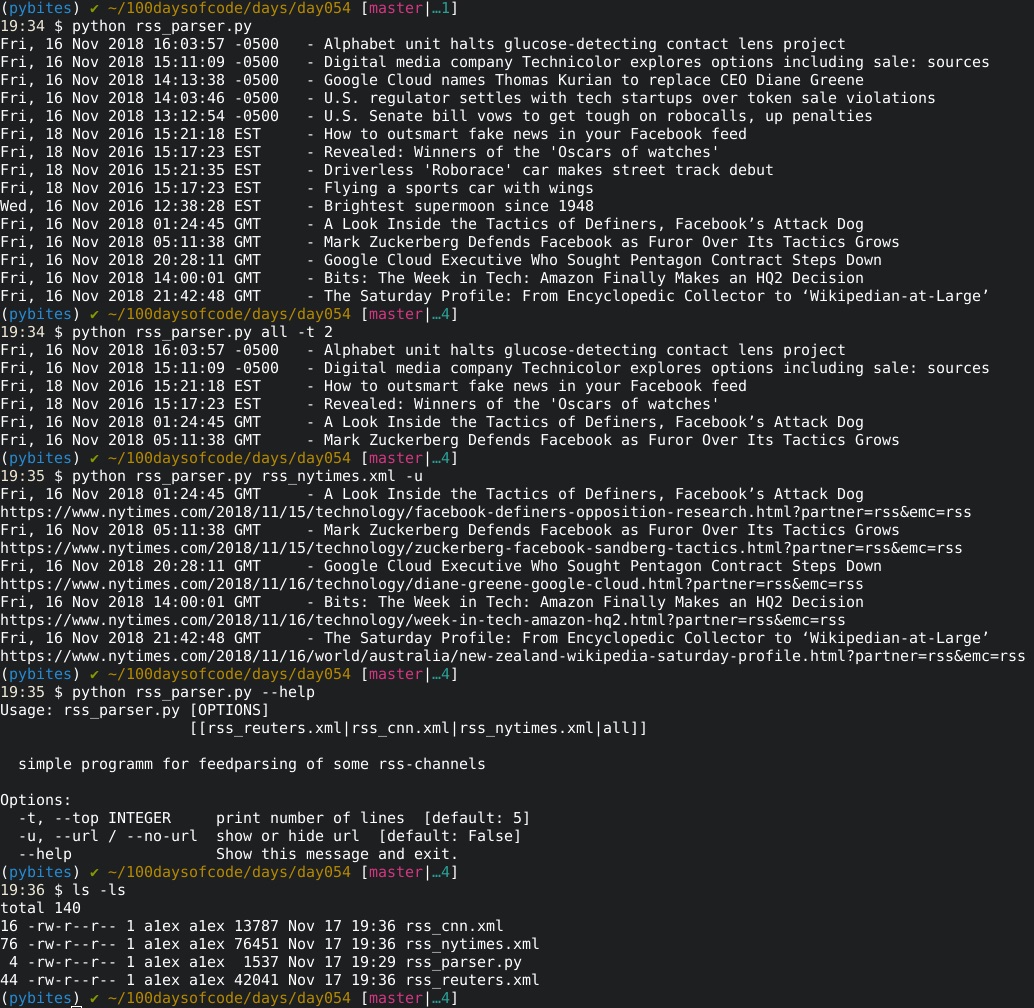 (pybites) ✔ ~/100daysofcode/days/day054 [master|…1]
19:34 $ python rss_parser.py
Fri, 16 Nov 2018 16:03:57 -0500   - Alphabet unit halts glucose-detecting contact lens project
Fri, 16 Nov 2018 15:11:09 -0500   - Digital media company Technicolor explores options including sale: sources
Fri, 16 Nov 2018 14:13:38 -0500   - Google Cloud names Thomas Kurian to replace CEO Diane Greene
Fri, 16 Nov 2018 14:03:46 -0500   - U.S. regulator settles with tech startups over token sale violations
Fri, 16 Nov 2018 13:12:54 -0500   - U.S. Senate bill vows to get tough on robocalls, up penalties
Fri, 18 Nov 2016 15:21:18 EST     - How to outsmart fake news in your Facebook feed
Fri, 18 Nov 2016 15:17:23 EST     - Revealed: Winners of the 'Oscars of watches'
Fri, 18 Nov 2016 15:21:35 EST     - Driverless 'Roborace' car makes street track debut
Fri, 18 Nov 2016 15:17:23 EST     - Flying a sports car with wings
Wed, 16 Nov 2016 12:38:28 EST     - Brightest supermoon since 1948
Fri, 16 Nov 2018 01:24:45 GMT     - A Look Inside the Tactics of Definers, Facebook’s Attack Dog
Fri, 16 Nov 2018 05:11:38 GMT     - Mark Zuckerberg Defends Facebook as Furor Over Its Tactics Grows
Fri, 16 Nov 2018 20:28:11 GMT     - Google Cloud Executive Who Sought Pentagon Contract Steps Down
Fri, 16 Nov 2018 14:00:01 GMT     - Bits: The Week in Tech: Amazon Finally Makes an HQ2 Decision
Fri, 16 Nov 2018 21:42:48 GMT     - The Saturday Profile: From Encyclopedic Collector to ‘Wikipedian-at-Large’
(pybites) ✔ ~/100daysofcode/days/day054 [master|…4]
19:34 $ python rss_parser.py all -t 2
Fri, 16 Nov 2018 16:03:57 -0500   - Alphabet unit halts glucose-detecting contact lens project
Fri, 16 Nov 2018 15:11:09 -0500   - Digital media company Technicolor explores options including sale: sources
Fri, 18 Nov 2016 15:21:18 EST     - How to outsmart fake news in your Facebook feed
Fri, 18 Nov 2016 15:17:23 EST     - Revealed: Winners of the 'Oscars of watches'
Fri, 16 Nov 2018 01:24:45 GMT     - A Look Inside the Tactics of Definers, Facebook’s Attack Dog
Fri, 16 Nov 2018 05:11:38 GMT     - Mark Zuckerberg Defends Facebook as Furor Over Its Tactics Grows
(pybites) ✔ ~/100daysofcode/days/day054 [master|…4]
19:35 $ python rss_parser.py rss_nytimes.xml -u
Fri, 16 Nov 2018 01:24:45 GMT     - A Look Inside the Tactics of Definers, Facebook’s Attack Dog
https://www.nytimes.com/2018/11/15/technology/facebook-definers-opposition-research.html?partner=rss&emc=rss
Fri, 16 Nov 2018 05:11:38 GMT     - Mark Zuckerberg Defends Facebook as Furor Over Its Tactics Grows
https://www.nytimes.com/2018/11/15/technology/zuckerberg-facebook-sandberg-tactics.html?partner=rss&emc=rss
Fri, 16 Nov 2018 20:28:11 GMT     - Google Cloud Executive Who Sought Pentagon Contract Steps Down
https://www.nytimes.com/2018/11/16/technology/diane-greene-google-cloud.html?partner=rss&emc=rss
Fri, 16 Nov 2018 14:00:01 GMT     - Bits: The Week in Tech: Amazon Finally Makes an HQ2 Decision
https://www.nytimes.com/2018/11/16/technology/week-in-tech-amazon-hq2.html?partner=rss&emc=rss
Fri, 16 Nov 2018 21:42:48 GMT     - The Saturday Profile: From Encyclopedic Collector to ‘Wikipedian-at-Large’
https://www.nytimes.com/2018/11/16/world/australia/new-zealand-wikipedia-saturday-profile.html?partner=rss&emc=rss
(pybites) ✔ ~/100daysofcode/days/day054 [master|…4]
19:35 $ python rss_parser.py --help
Usage: rss_parser.py [OPTIONS]
                     [[rss_reuters.xml|rss_cnn.xml|rss_nytimes.xml|all]]

  simple programm for feedparsing of some rss-channels

Options:
  -t, --top INTEGER     print number of lines  [default: 5]
  -u, --url / --no-url  show or hide url  [default: False]
  --help                Show this message and exit.
(pybites) ✔ ~/100daysofcode/days/day054 [master|…4]
19:36 $ ls -ls
total 140
16 -rw-r--r-- 1 a1ex a1ex 13787 Nov 17 19:36 rss_cnn.xml
76 -rw-r--r-- 1 a1ex a1ex 76451 Nov 17 19:36 rss_nytimes.xml
 4 -rw-r--r-- 1 a1ex a1ex  1537 Nov 17 19:29 rss_parser.py
44 -rw-r--r-- 1 a1ex a1ex 42041 Nov 17 19:36 rss_reuters.xml
(pybites) ✔ ~/100daysofcode/days/day054 [master|…4]